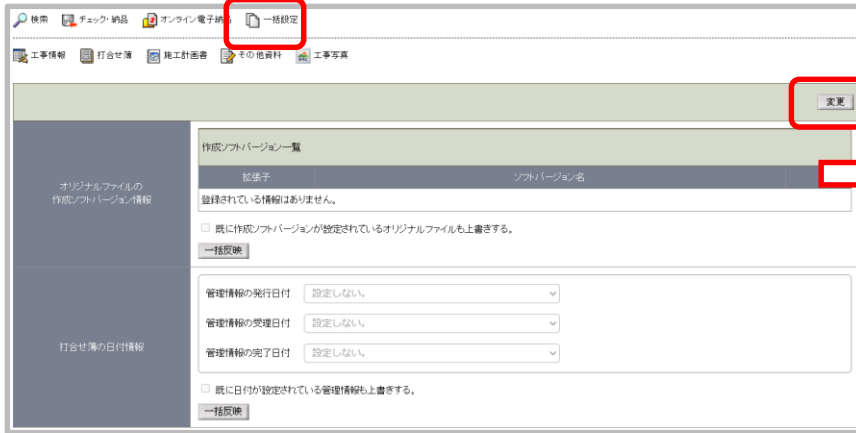 検索 チェック・納品 オンライン電子納品 一括設定
工事情報 打合せ簿 施工計画書 その他資料 工事写真
変更
作成ソフトバージョン一覧
拡張子 ソフトバージョン名
オリジナルファイルの
作成ソフトバージョン情報
登録されている情報はありません。
既に作成ソフトバージョンが設定されているオリジナルファイルも上書きする。
一括反映
管理情報の発行日付 設定しない。
管理情報の受理日付 設定しない。
打合せ簿の日付情報
管理情報の完了日付 設定しない。
既に日付が設定されている管理情報も上書きする。
一括反映